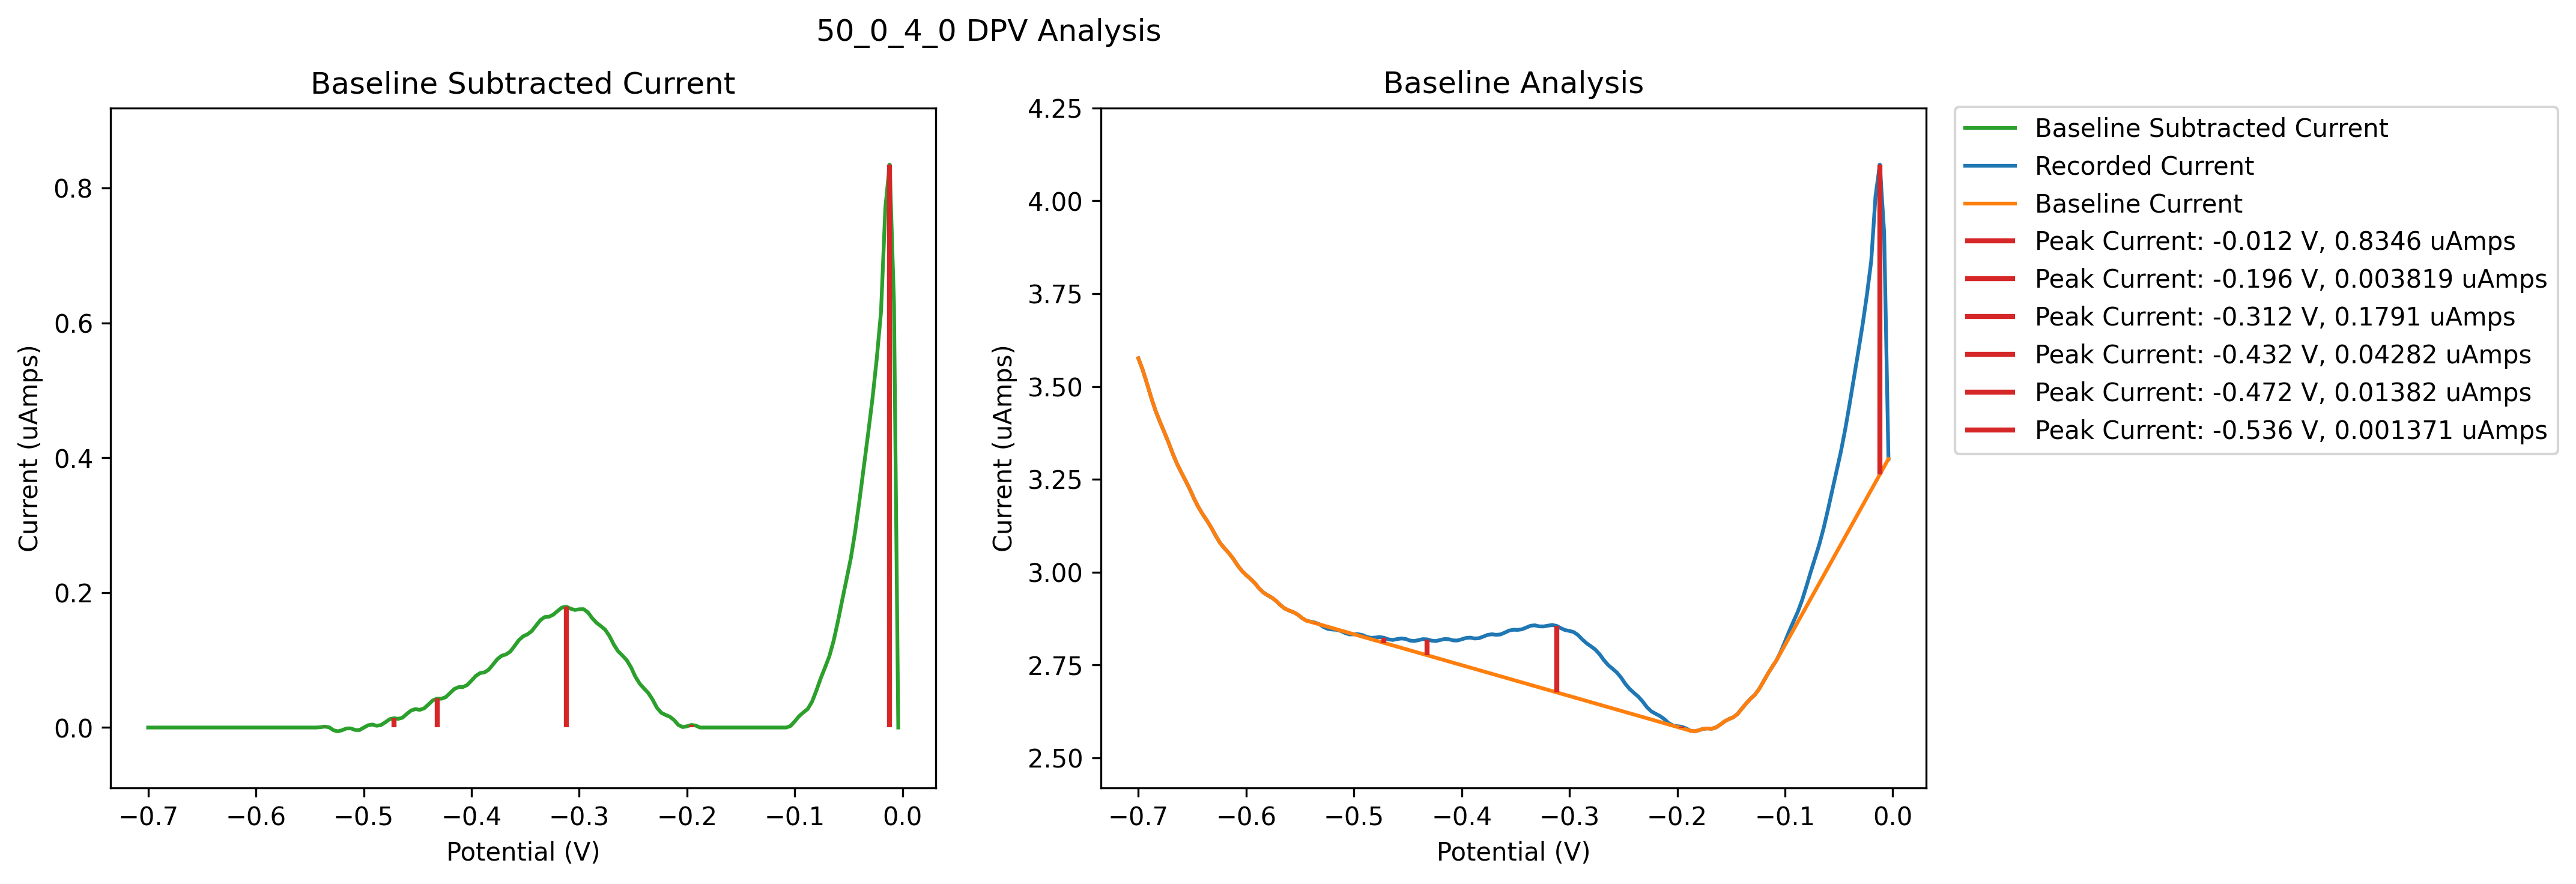 50_0_4_0 DPV Analysis
Baseline Subtracted Current
Current (uAmps)
0.8
0.6
0.4
0.2
0.0
−0.7 −0.6 −0.5 −0.4 −0.3 −0.2 −0.1 0.0
Potential (V)
Baseline Analysis
Current (uAmps)
4.25
4.00
3.75
3.50
3.25
3.00
2.75
2.50
−0.7 −0.6 −0.5 −0.4 −0.3 −0.2 −0.1 0.0
Potential (V)
Baseline Subtracted Current
Recorded Current
Baseline Current
Peak Current: -0.012 V, 0.8346 uAmps
Peak Current: -0.196 V, 0.003819 uAmps
Peak Current: -0.312 V, 0.1791 uAmps
Peak Current: -0.432 V, 0.04282 uAmps
Peak Current: -0.472 V, 0.01382 uAmps
Peak Current: -0.536 V, 0.001371 uAmps